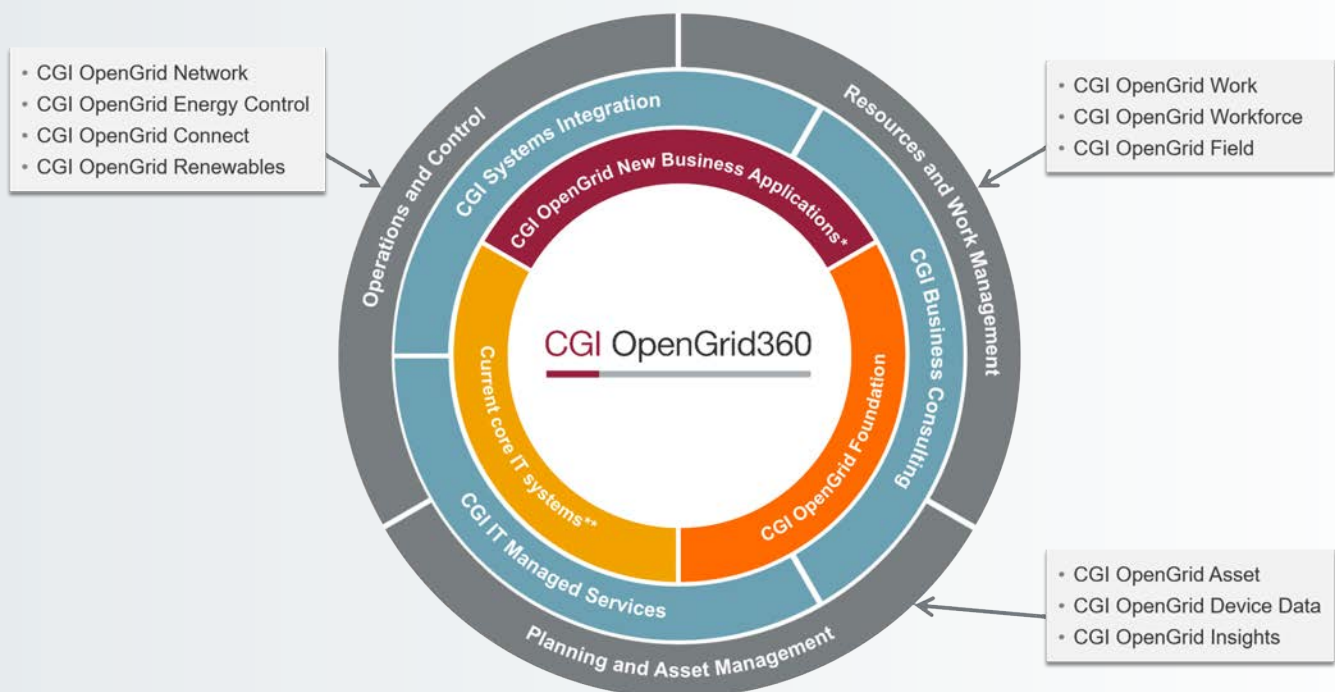 • CGI OpenGrid Network
• CGI OpenGrid Energy Control
• CGI OpenGrid Connect
• CGI OpenGrid Renewables
Operations and Control
Resources and Work Management
• CGI OpenGrid Work
• CGI OpenGrid Workforce
• CGI OpenGrid Field
CGI Systems Integration
CGI OpenGrid New Business Applications*
CGI Business Consulting
CGI OpenGrid360
Current core IT systems**
CGI OpenGrid Foundation
CGI IT Managed Services
Planning and Asset Management
• CGI OpenGrid Asset
• CGI OpenGrid Device Data
• CGI OpenGrid Insights